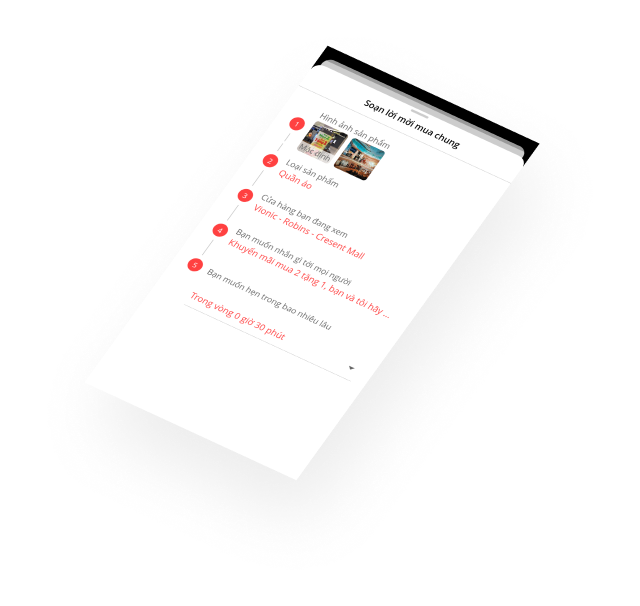 Soạn lời mời mua chung
1
Hình ảnh sản phẩm
Mặc định
2
Loại sản phẩm
Quần áo
3
Cửa hàng bạn đang xem
Vionic - Robins - Cresent Mall
4
Bạn muốn nhắn gì tới mọi người
Khuyến mãi mua 2 tặng 1, bạn và tôi hãy ...
5
Bạn muốn hẹn trong bao nhiêu lâu
Trong vòng 0 giờ 30 phút